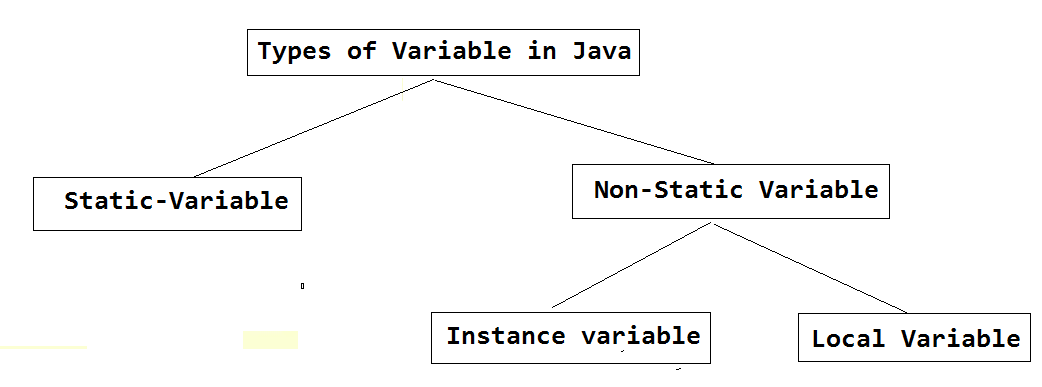 Types of Variable in Java
Static-Variable
Non-Static Variable
Instance variable
Local Variable